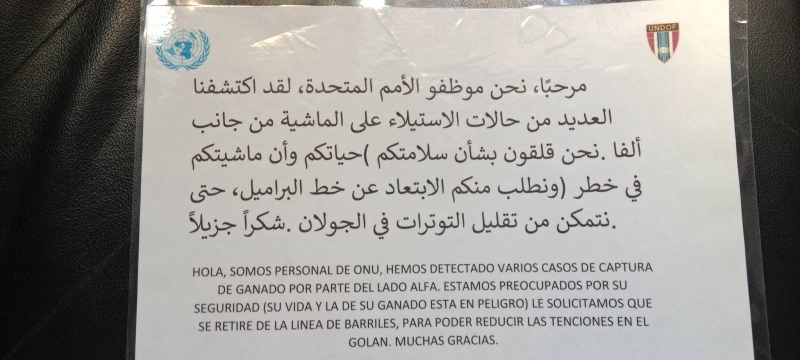 UNDOF
مرحبًا، نحن موظفو الأمم المتحدة، لقد اكتشفنا
العديد من حالات الاستيلاء على الماشية من جانب
ألفا .نحن قلقون بشأن سلامتكم )حياتكم وأن ماشيتكم
في خطر (ونطلب منكم الابتعاد عن خط البراميل، حتى
نتمكن من تقليل التوترات في الجولان .شكراً جزيلاً.
HOLA, SOMOS PERSONAL DE ONU, HEMOS DETECTADO VARIOS CASOS DE CAPTURA
DE GANADO POR PARTE DEL LADO ALFA. ESTAMOS PREOCUPADOS POR SU
SEGURIDAD (SU VIDA Y LA DE SU GANADO ESTA EN PELIGRO) LE SOLICITAMOS QUE
SE RETIRE DE LA LINEA DE BARRILES, PARA PODER REDUCIR LAS TENCIONES EN EL
GOLAN. MUCHAS GRACIAS.